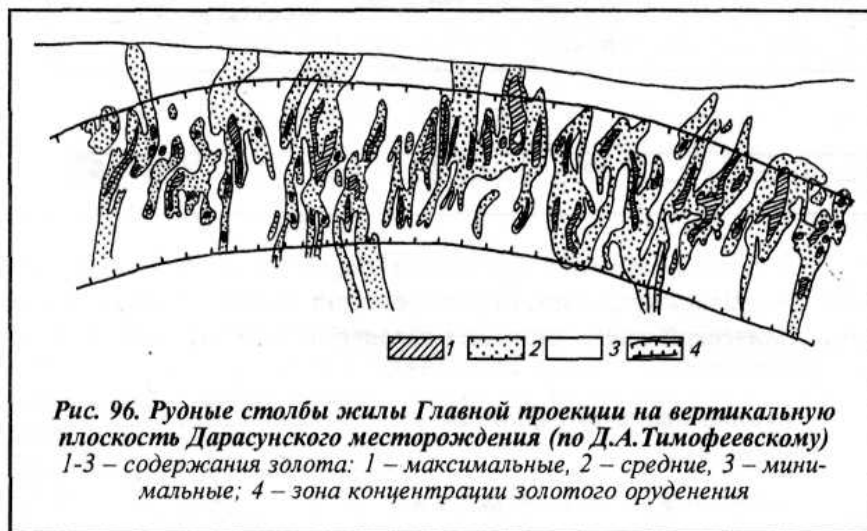 1 2 3 4
Рис. 96. Рудные столбы жилы Главной проекции на вертикальную
плоскость Дарасунского месторождения (по Д.А.Тимофеевскому)
1-3 – содержания золота: 1 – максимальные, 2 – средние, 3 – мини-
мальные; 4 – зона концентрации золотого оруденения